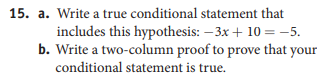 15. a. Write a true conditional statement that
includes this hypothesis: −3x + 10 = −5.
b. Write a two-column proof to prove that your
conditional statement is true.